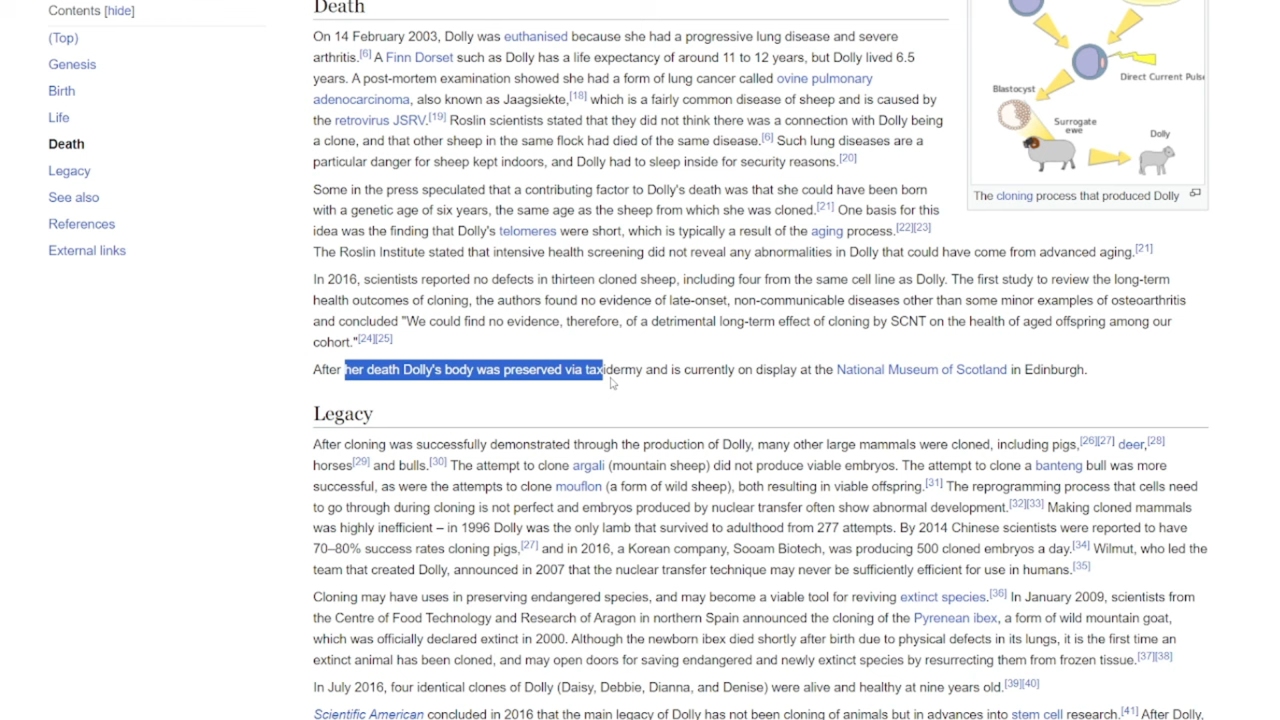 Contents [hide]
(Top)
Genesis
Birth
Life
Death
Legacy
See also
References
External links
Death
On 14 February 2003, Dolly was euthanised because she had a progressive lung disease and severe
arthritis.[6] A Finn Dorset such as Dolly has a life expectancy of around 11 to 12 years, but Dolly lived 6.5
years. A post-mortem examination showed she had a form of lung cancer called ovine pulmonary
adenocarcinoma, also known as Jaagsiekte,[18] which is a fairly common disease of sheep and is caused by
the retrovirus JSRV.[19] Roslin scientists stated that they did not think there was a connection with Dolly being
a clone, and that other sheep in the same flock had died of the same disease.[6] Such lung diseases are a
particular danger for sheep kept indoors, and Dolly had to sleep inside for security reasons.[20]
Some in the press speculated that a contributing factor to Dolly's death was that she could have been born
with a genetic age of six years, the same age as the sheep from which she was cloned.[21] One basis for this
idea was the finding that Dolly's telomeres were short, which is typically a result of the aging process.[22][23]
The Roslin Institute stated that intensive health screening did not reveal any abnormalities in Dolly that could have come from advanced aging.[21]
In 2016, scientists reported no defects in thirteen cloned sheep, including four from the same cell line as Dolly. The first study to review the long-term
health outcomes of cloning, the authors found no evidence of late-onset, non-communicable diseases other than some minor examples of osteoarthritis
and concluded "We could find no evidence, therefore, of a detrimental long-term effect of cloning by SCNT on the health of aged offspring among our
cohort."[24][25]
After her death Dolly's body was preserved via taxidermy and is currently on display at the National Museum of Scotland in Edinburgh.
Direct Current Puls
Blastocyst
Surrogate
ewe
Dolly
The cloning process that produced Dolly
Legacy
After cloning was successfully demonstrated through the production of Dolly, many other large mammals were cloned, including pigs,[26][27] deer,[28]
horses[29] and bulls.[30] The attempt to clone argali (mountain sheep) did not produce viable embryos. The attempt to clone a banteng bull was more
successful, as were the attempts to clone mouflon (a form of wild sheep), both resulting in viable offspring.[31] The reprogramming process that cells need
to go through during cloning is not perfect and embryos produced by nuclear transfer often show abnormal development.[32][33] Making cloned mammals
was highly inefficient – in 1996 Dolly was the only lamb that survived to adulthood from 277 attempts. By 2014 Chinese scientists were reported to have
70–80% success rates cloning pigs,[27] and in 2016, a Korean company, Sooam Biotech, was producing 500 cloned embryos a day.[34] Wilmut, who led the
team that created Dolly, announced in 2007 that the nuclear transfer technique may never be sufficiently efficient for use in humans.[35]
Cloning may have uses in preserving endangered species, and may become a viable tool for reviving extinct species.[36] In January 2009, scientists from
the Centre of Food Technology and Research of Aragon in northern Spain announced the cloning of the Pyrenean ibex, a form of wild mountain goat,
which was officially declared extinct in 2000. Although the newborn ibex died shortly after birth due to physical defects in its lungs, it is the first time an
extinct animal has been cloned, and may open doors for saving endangered and newly extinct species by resurrecting them from frozen tissue.[37][38]
In July 2016, four identical clones of Dolly (Daisy, Debbie, Dianna, and Denise) were alive and healthy at nine years old.[39][40]
Scientific American concluded in 2016 that the main legacy of Dolly has not been cloning of animals but in advances into stem cell research.[41] After Dolly,